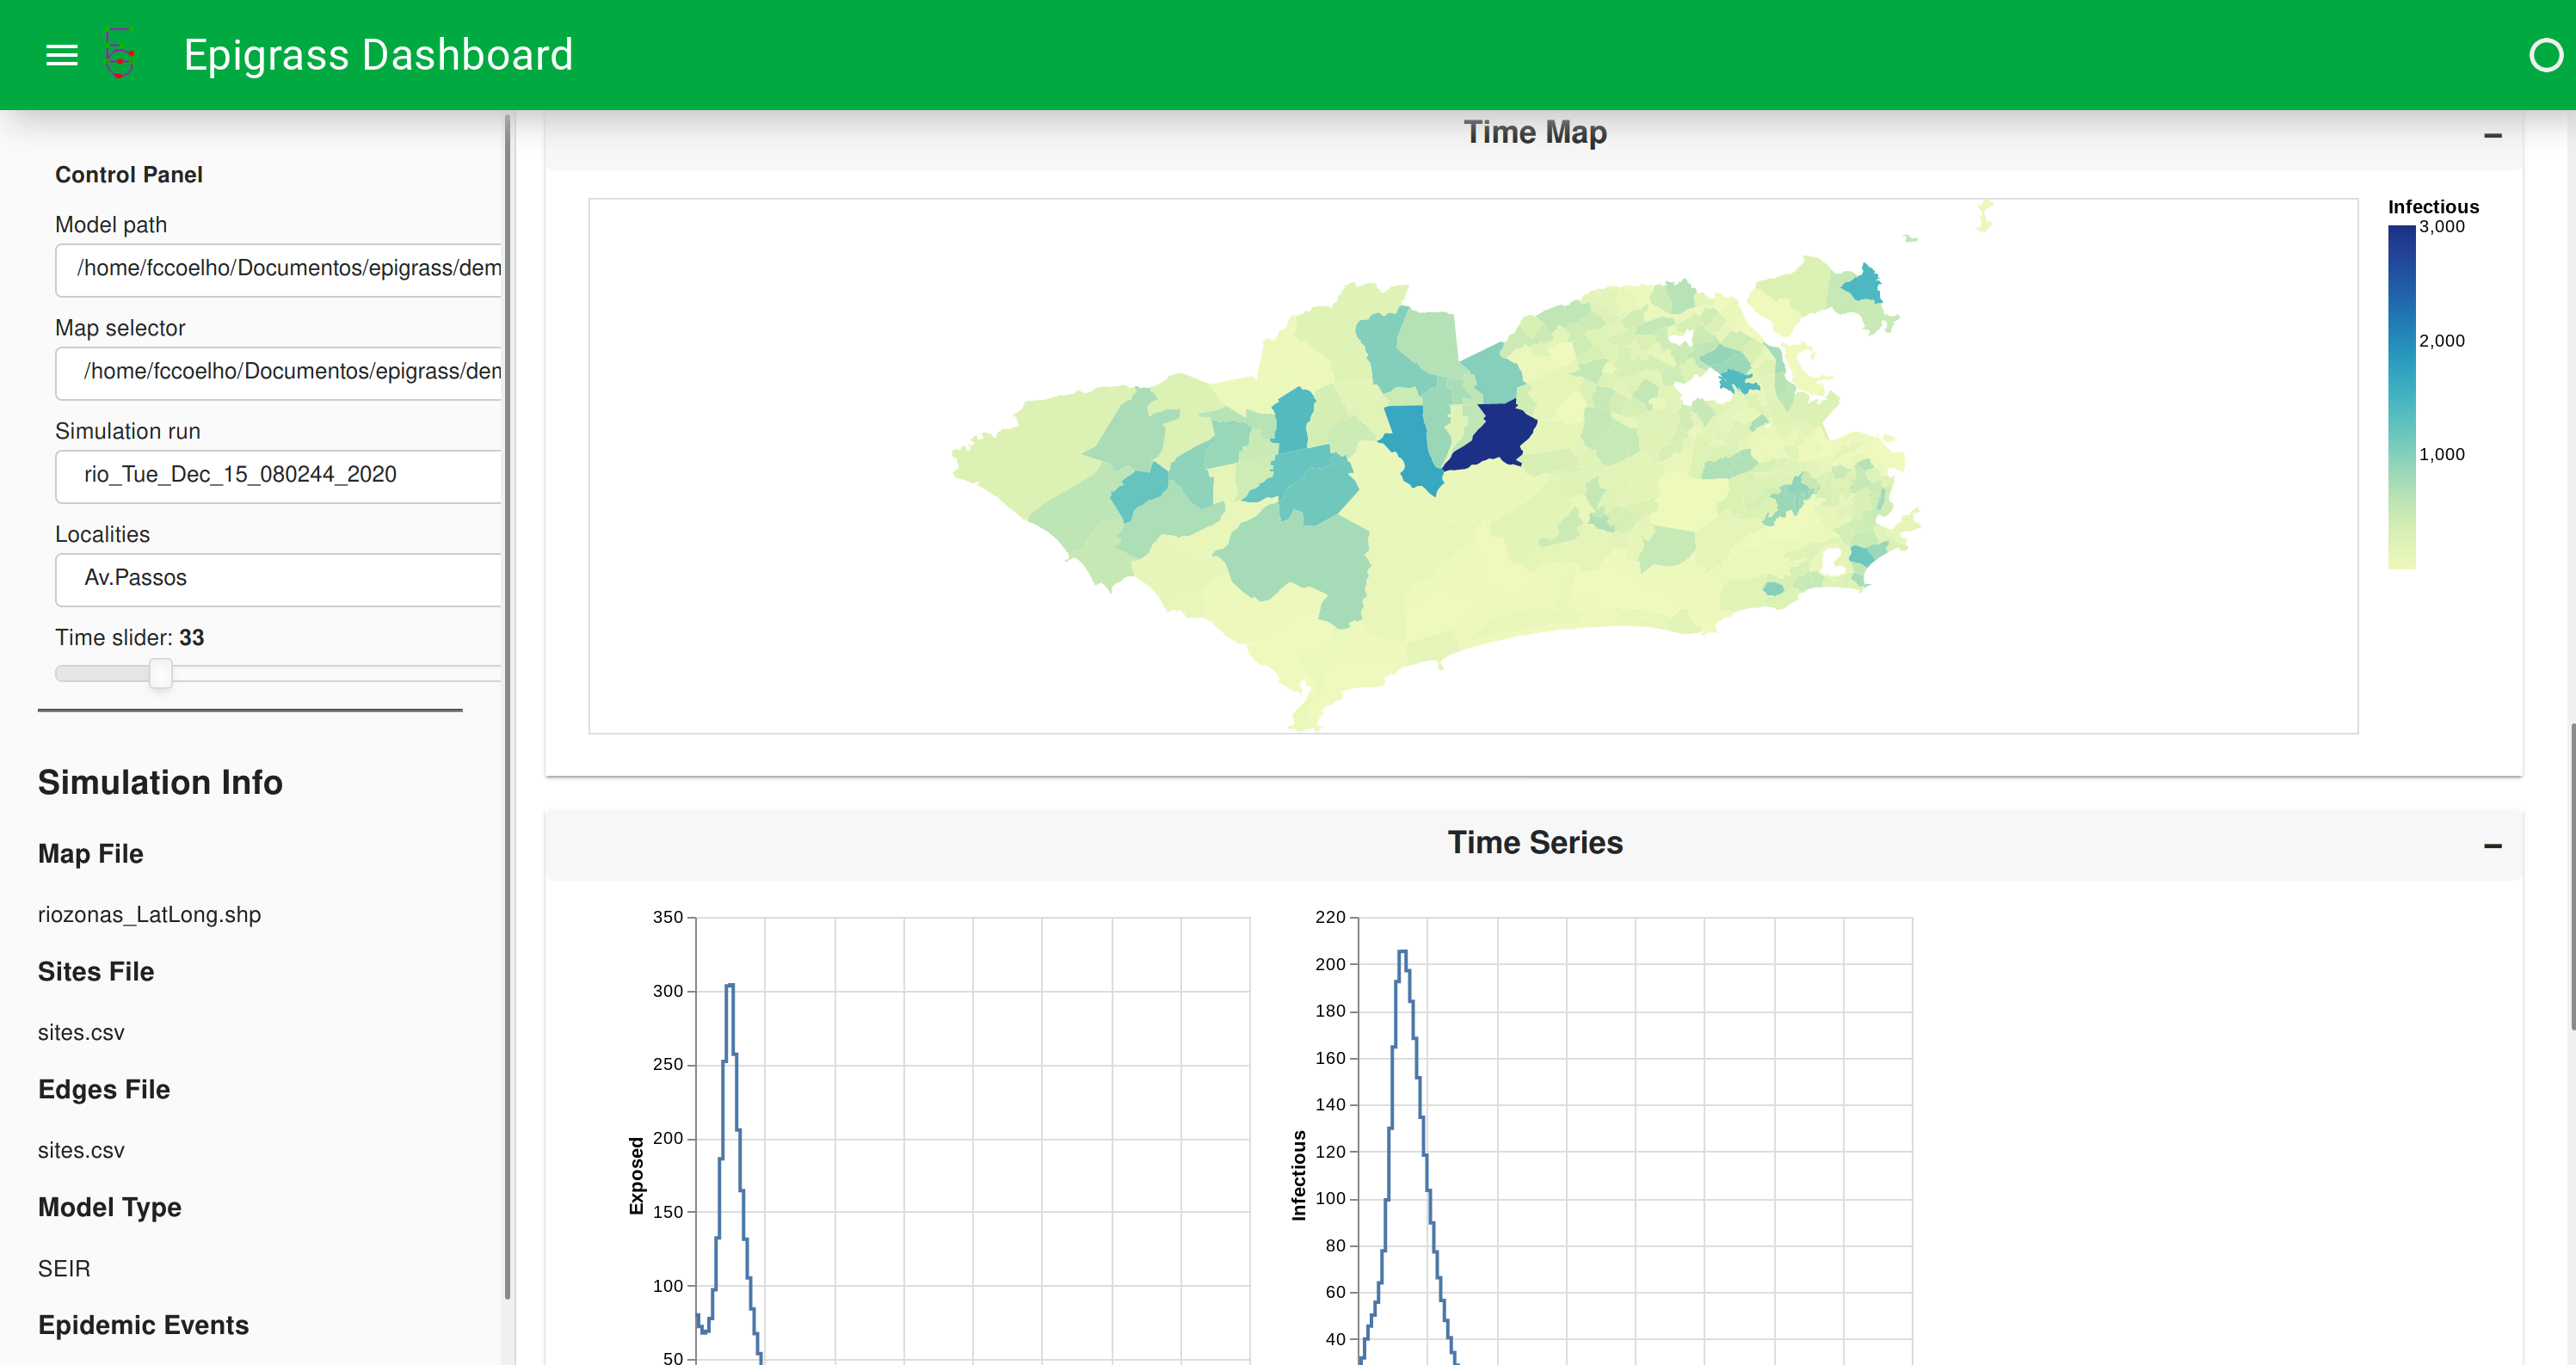 Epigrass Dashboard
Control Panel
Model path
/home/fccoelho/Documentos/epigrass/dem
Map selector
/home/fccoelho/Documentos/epigrass/den
Simulation run
rio_Tue_Dec_15_080244_2020
Localities
Av.Passos
Time slider: 33
Simulation Info
Map File
riozonas_LatLong.shp
Sites File
sites.csv
Edges File
sites.csv
Model Type
SEIR
Epidemic Events
Time Map
Infectious
3,000
2,000
1,000
Time Series
350
300
250
200
150
100
50
Exposed
220
200
180
160
140
120
100
80
60
40
Infectious